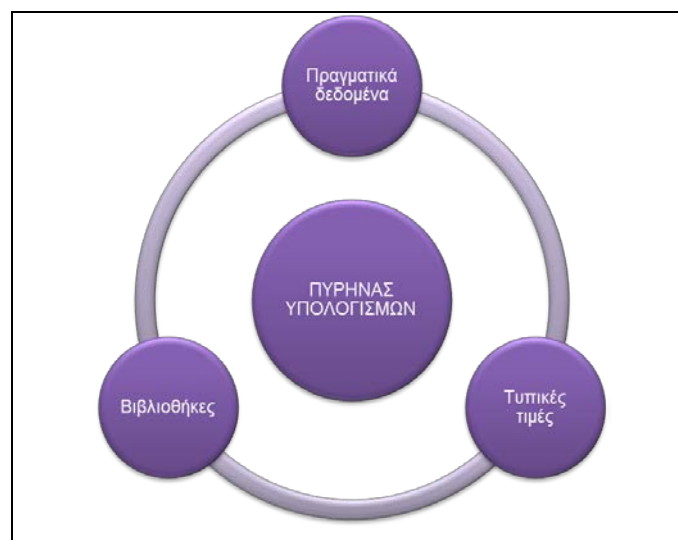 Πραγματικά
δεδομένα
ΠΥΡΗΝΑΣ
ΥΠΟΛΟΓΙΣΜΩΝ
Βιβλιοθήκες
Τυπικές
τιμές